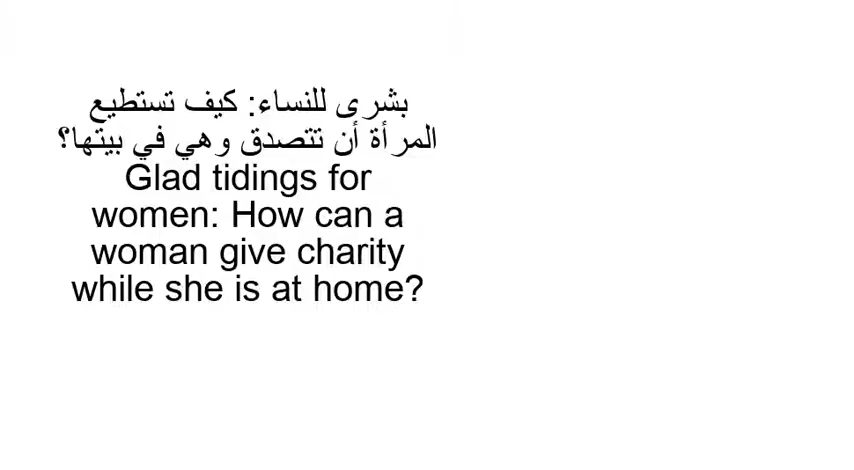 بشرى للنساء: كيف تستطيع
المرأة أن تتصدق وهي في بيتها؟
Glad tidings for
women: How can a
woman give charity
while she is at home?